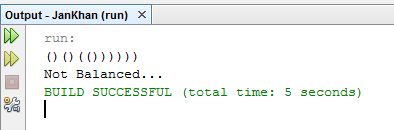 Output - JanKhan (run)
run:
()()(())))))
Not Balanced...
BUILD SUCCESSFUL (total time: 5 seconds)